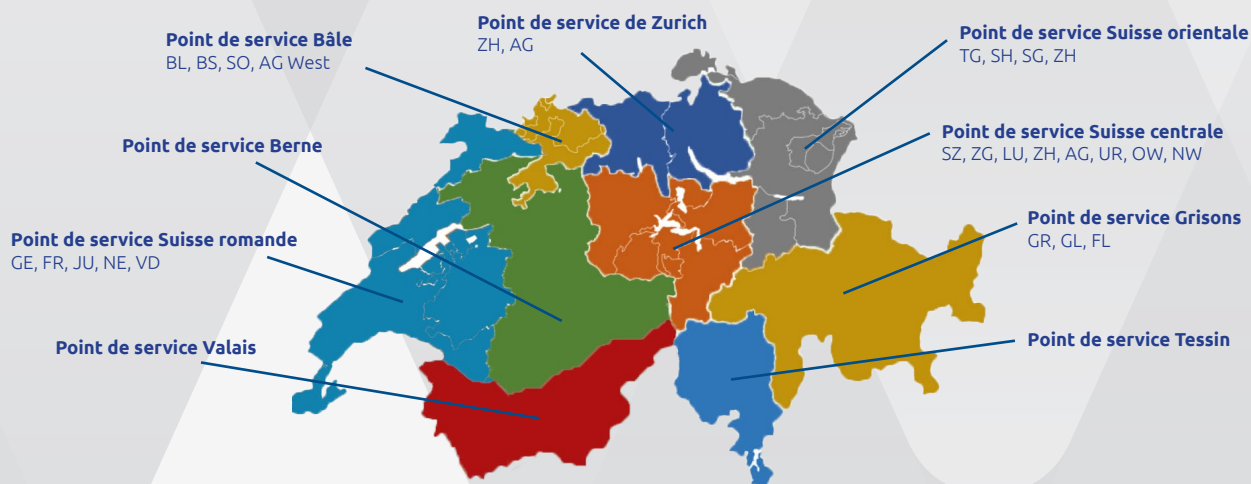 Point de service de Zurich
ZH, AG
Point de service Bâle
BL, BS, SO, AG West
Point de service Suisse orientale
TG, SH, SG, ZH
Point de service Berne
Point de service Suisse centrale
SZ, ZG, LU, ZH, AG, UR, OW, NW
Point de service Suisse romande
GE, FR, JU, NE, VD
Point de service Grisons
GR, GL, FL
Point de service Valais
Point de service Tessin